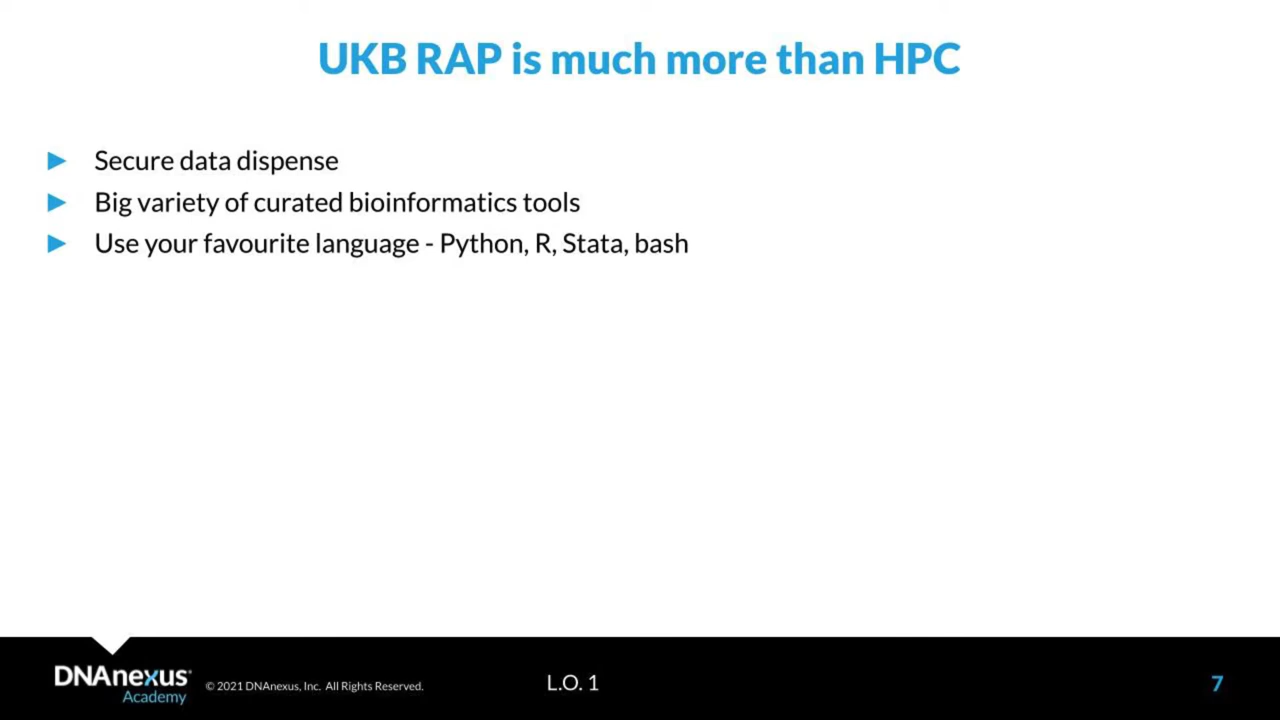 UKB RAP is much more than HPC
Secure data dispense
Big variety of curated bioinformatics tools
Use your favourite language - Python, R, Stata, bash
DNAnexus®
Academy
© 2021 DNAnexus, Inc. All Rights Reserved.
L.O. 1
7